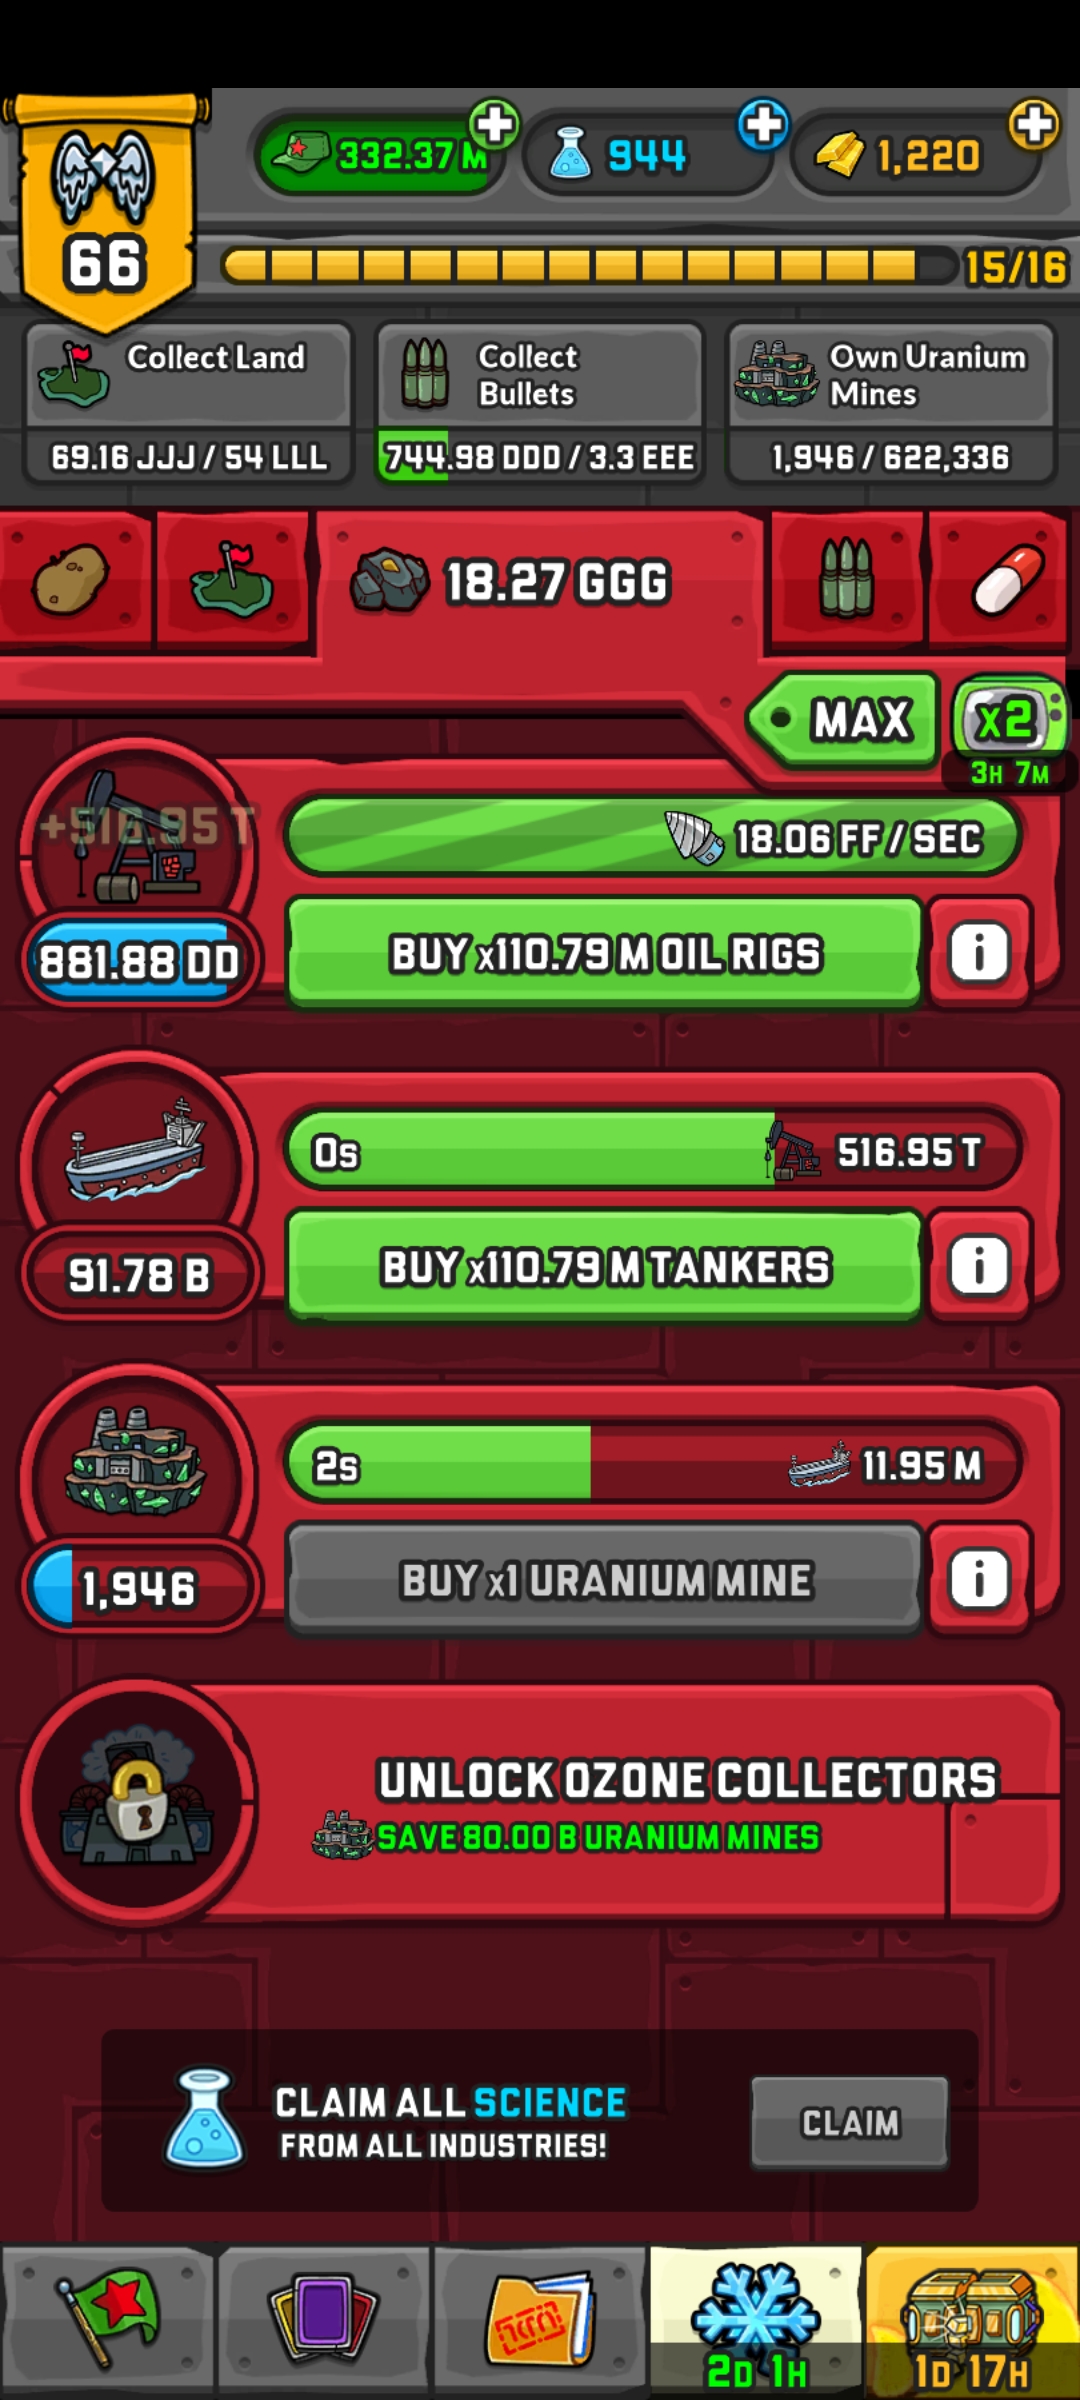 332.37 M
944
1,220
66
15/16
Collect Land
69.16 JJJ / 54 LLL
Collect
Bullets
744.98 DDD / 3.3 EEE
Own Uranium
Mines
1,946 / 622,336
18.27 GGG
MAX
x2
3H 7M
+516.95 T
18.06 FF / SEC
881.88 DD
BUY x110.79 M OIL RIGS
i
0s
516.95 T
91.78 B
BUY x110.79 M TANKERS
i
2s
11.95 M
1,946
BUY x1 URANIUM MINE
i
UNLOCK OZONE COLLECTORS
SAVE 80.00 B URANIUM MINES
CLAIM ALL SCIENCE
FROM ALL INDUSTRIES!
CLAIM
2D 1H
1D 17H